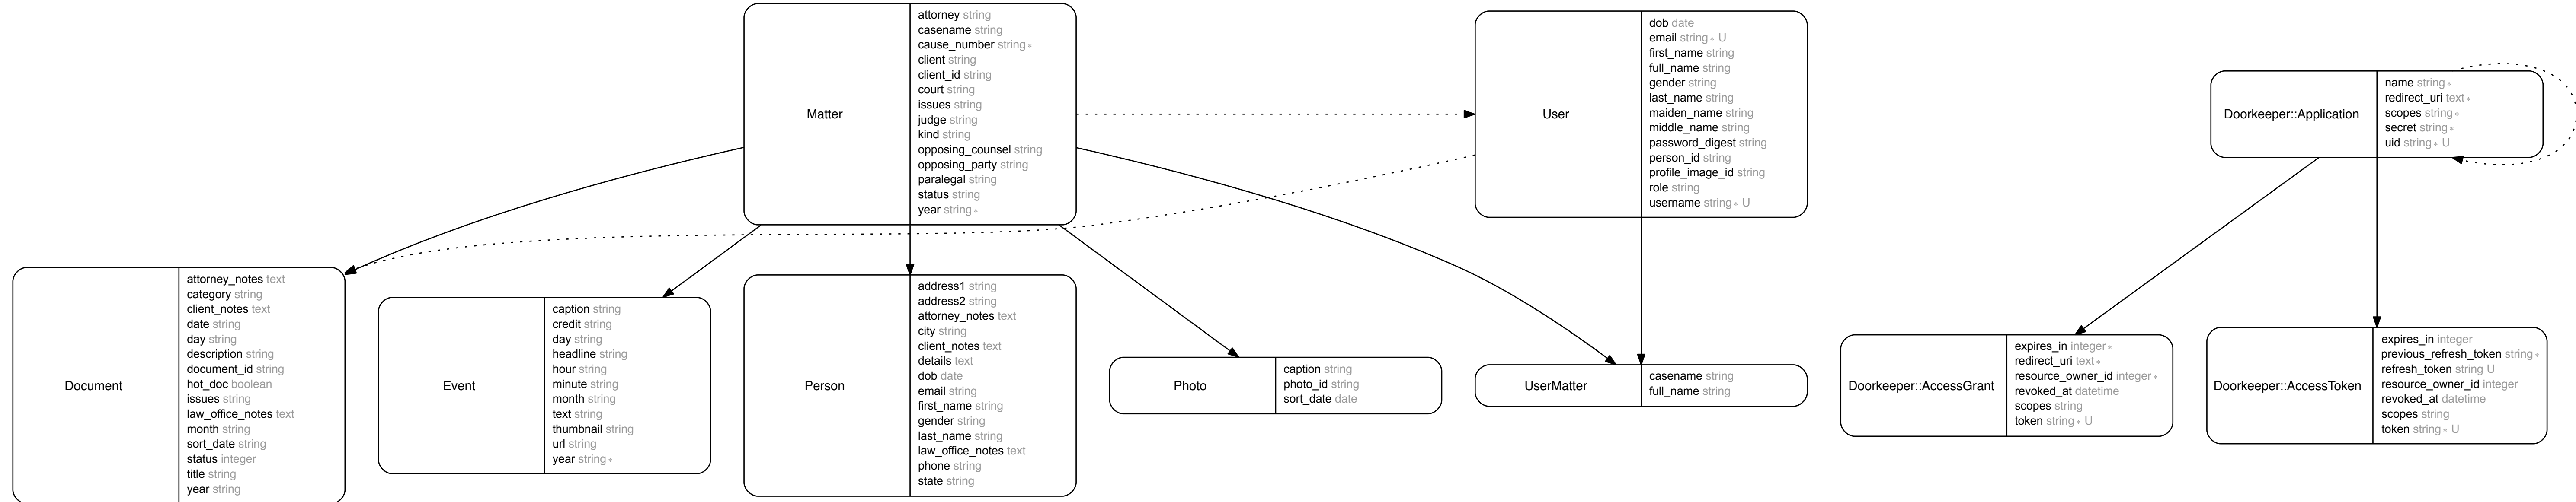 Matter
attorney string
casename string
cause_number string *
client string
client_id string
court string
issues string
judge string
kind string
opposing_counsel string
opposing_party string
paralegal string
status string
year string *
User
dob date
email string * U
first_name string
full_name string
gender string
last_name string
maiden_name string
middle_name string
password_digest string
person_id string
profile_image_id string
role string
username string * U
Doorkeeper::Application
name string *
redirect_uri text *
scopes string *
secret string *
uid string * U
Document
attorney_notes text
category string
client_notes text
date string
day string
description string
document_id string
hot_doc boolean
issues string
law_office_notes text
month string
sort_date string
status integer
title string
year string
Event
caption string
credit string
day string
headline string
hour string
minute string
month string
text string
thumbnail string
url string
year string *
Person
address1 string
address2 string
attorney_notes text
city string
client_notes text
details text
dob date
email string
first_name string
gender string
last_name string
law_office_notes text
phone string
state string
Photo
caption string
photo_id string
sort_date date
UserMatter
casename string
full_name string
Doorkeeper::AccessGrant
expires_in integer *
redirect_uri text *
resource_owner_id integer *
revoked_at datetime
scopes string
token string * U
Doorkeeper::AccessToken
expires_in integer
previous_refresh_token string *
refresh_token string U
resource_owner_id integer
revoked_at datetime
scopes string
token string * U